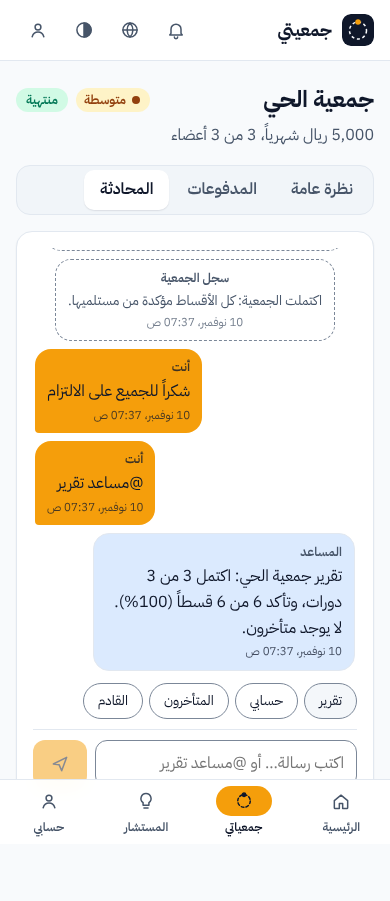 جمعيتي
جمعية الحي
متوسطة
منتهية
5,000 ريال شهرياً، 3 من 3 أعضاء
نظرة عامة
المدفوعات
المحادثة
سجل الجمعية
اكتملت الجمعية: كل الأقساط مؤكدة من مستلميها.
10 نوفمبر، 07:37 ص
أنت
شكراً للجميع على الالتزام
10 نوفمبر، 07:37 ص
أنت
@مساعد تقرير
10 نوفمبر، 07:37 ص
المساعد
تقرير جمعية الحي: اكتمل 3 من 3
دورات، وتأكد 6 من 6 قسطاً (100%).
لا يوجد متأخرون.
10 نوفمبر، 07:37 ص
تقرير
حسابي
المتأخرون
القادم
اكتب رسالة... أو @مساعد تقرير
الرئيسية
جمعياتي
المستشار
حسابي